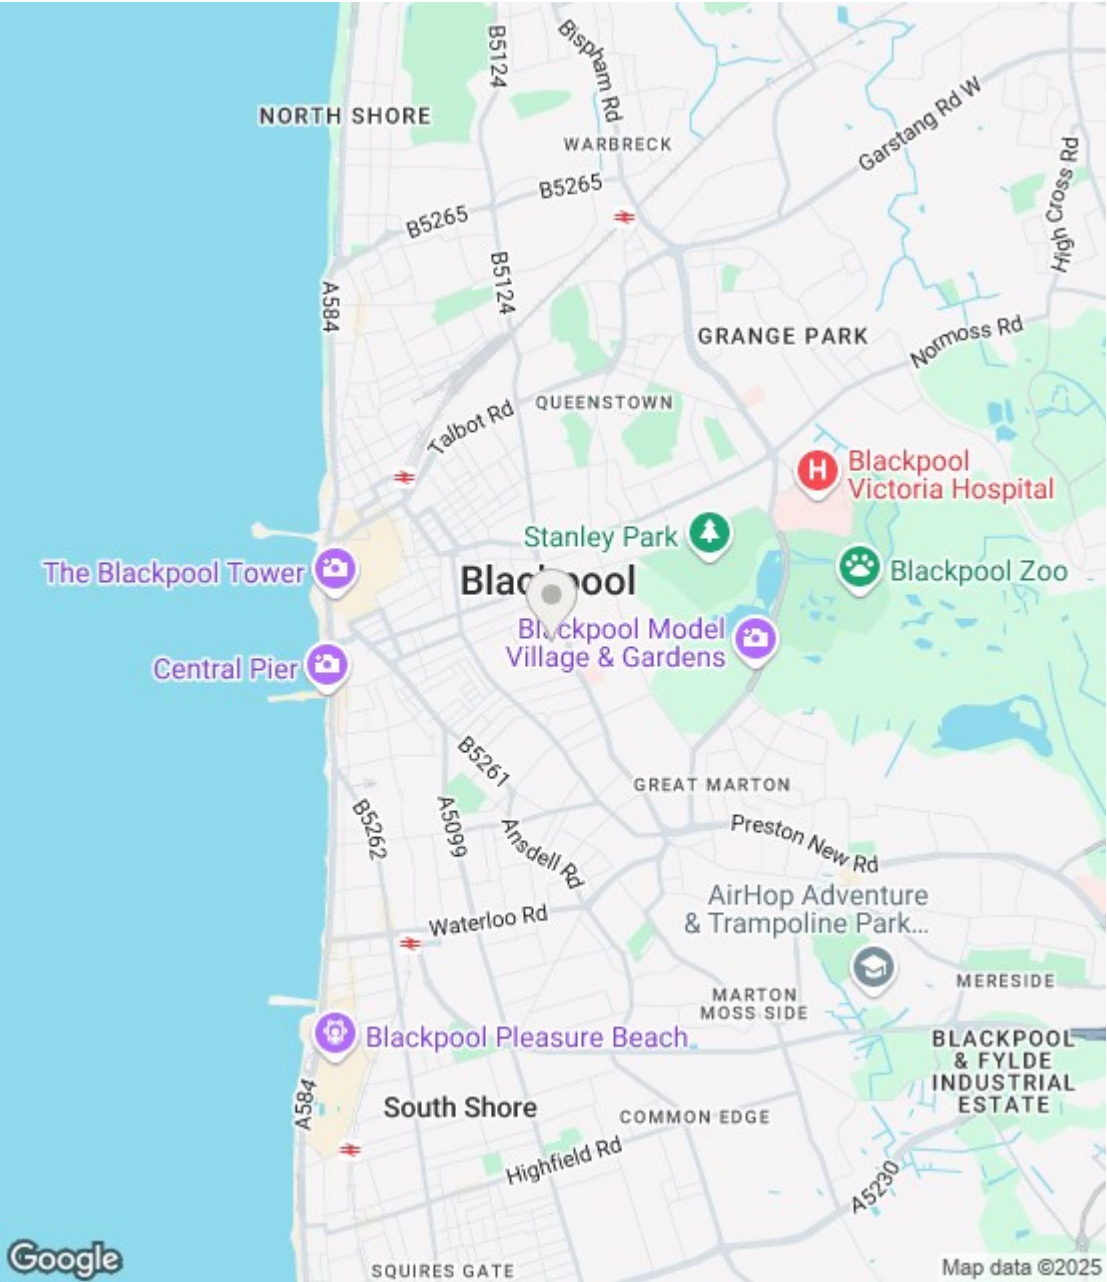 B5124
Bispham Rd
NORTH SHORE
WARBRECK
Garstang Rd W
High Cross Rd
B5265
B5265
B5124
A584
GRANGE PARK
Normoss Rd
QUEENSTOWN
Talbot Rd
H
Blackpool
Victoria Hospital
Stanley Park
The Blackpool Tower
Blackpool
Blackpool Zoo
Blackpool Model
Village & Gardens
Central Pier
B5261
GREAT MARTON
B5262
A5099
Ansdell Rd
Preston New Rd
AirHop Adventure
& Trampoline Park...
Waterloo Rd
MERESIDE
MARTON
MOSS SIDE
Blackpool Pleasure Beach
BLACKPOOL
& FYLDE
INDUSTRIAL
ESTATE
A584
South Shore
COMMON EDGE
Highfield Rd
A5230
Google
SQUIRES GATE
Map data ©2025